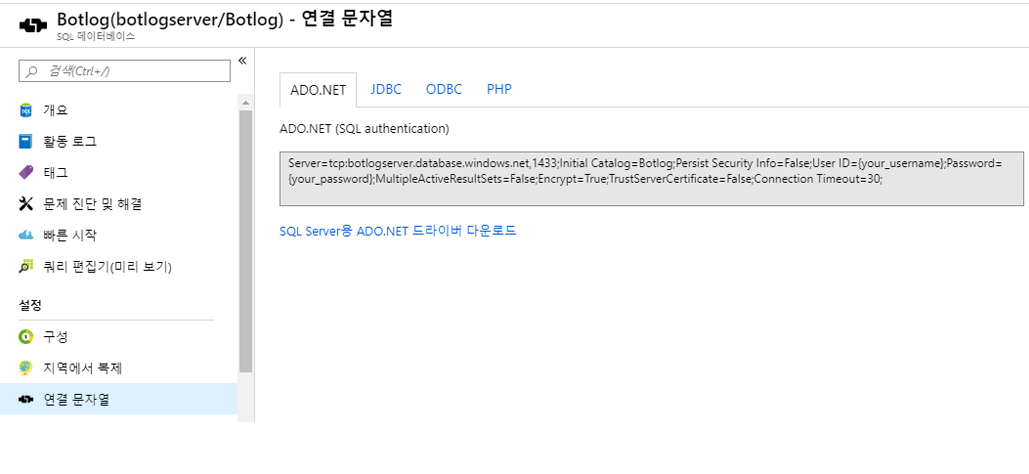 Botlog(botlogserver/Botlog) - 연결 문자열
SQL 데이터베이스
검색(Ctrl+/)
«
개요
활동 로그
태그
문제 진단 및 해결
빠른 시작
쿼리 편집기(미리 보기)
설정
구성
지역에서 복제
연결 문자열
ADO.NET JDBC ODBC PHP
ADO.NET (SQL authentication)
Server=tcp:botlogserver.database.windows.net,1433;Initial Catalog=Botlog;Persist Security Info=False;User ID={your_username};Password=
{your_password};MultipleActiveResultSets=False;Encrypt=True;TrustServerCertificate=False;Connection Timeout=30;
SQL Server용 ADO.NET 드라이버 다운로드